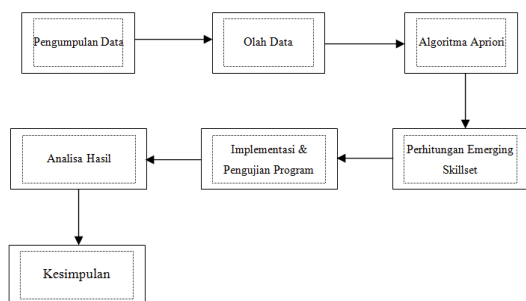 Pengumpulan Data
Olah Data
Algoritma Apriori
Perhitungan Emerging
Skillset
Implementasi &
Pengujian Program
Analisa Hasil
Kesimpulan